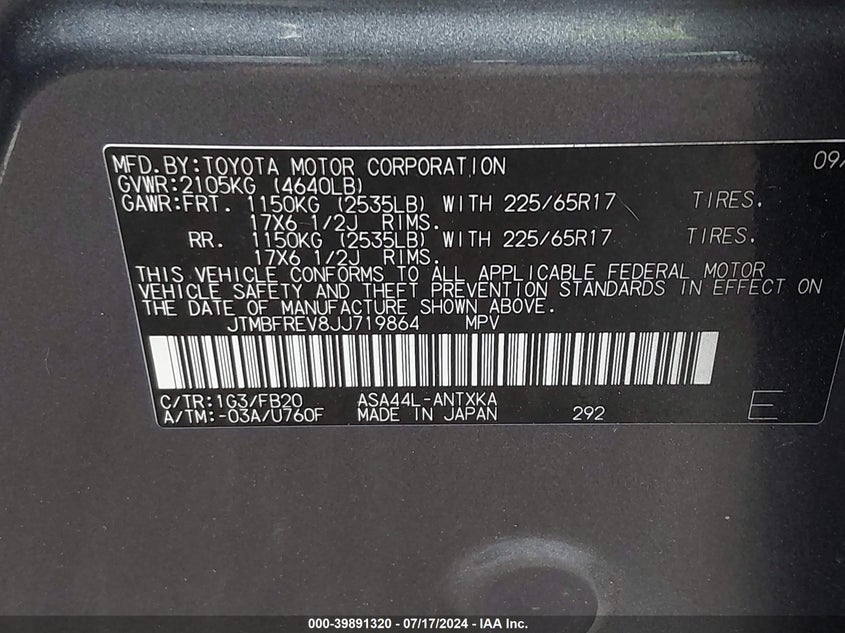 MFD.BY:TOYOTA MOTOR CORPORATION 09/
GVWR:2105KG (4640LB)
GAWR:FRT. 1150KG (2535LB) WITH 225/65R17 TIRES.
17X6 1/2J RIMS.
RR. 1150KG (2535LB) WITH 225/65R17 TIRES.
17X6 1/2J RIMS.
THIS VEHICLE CONFORMS TO ALL APPLICABLE FEDERAL MOTOR
VEHICLE SAFETY AND THEFT PREVENTION STANDARDS IN EFFECT ON
THE DATE OF MANUFACTURE SHOWN ABOVE.
JTMBFREV8JJ719864 MPV
C/TR:1G3/FB20 ASA44L-ANTXKA
A/TM:-03A/U760F MADE IN JAPAN 292 E
000-39891320 - 07/17/2024 - IAA Inc.